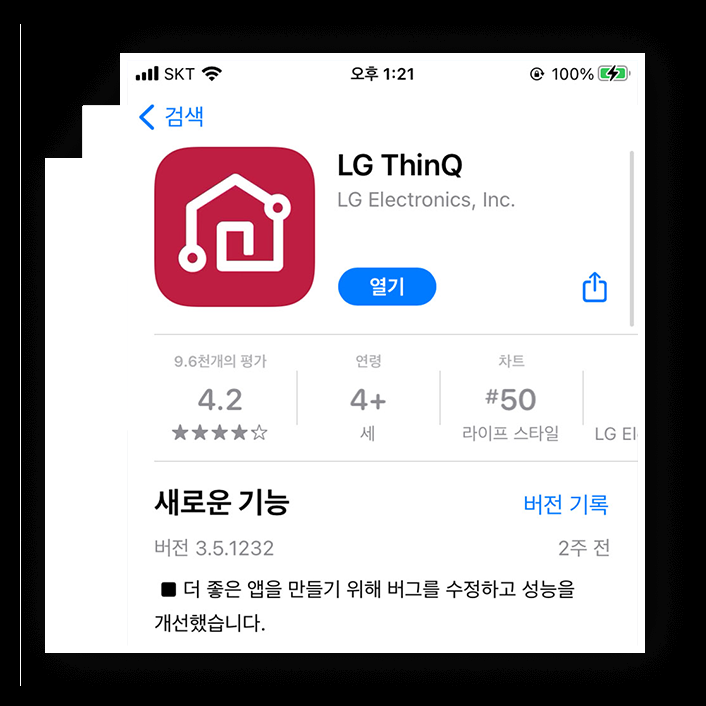 SKT 오후 1:21 100%
검색
LG ThinQ
LG Electronics, Inc.
열기
9.6천개의 평가 연령 차트
4.2 4+ #50
★★★★☆ 세 라이프 스타일 LG El
새로운 기능 버전 기록
버전 3.5.1232 2주 전
■ 더 좋은 앱을 만들기 위해 버그를 수정하고 성능을
개선했습니다.